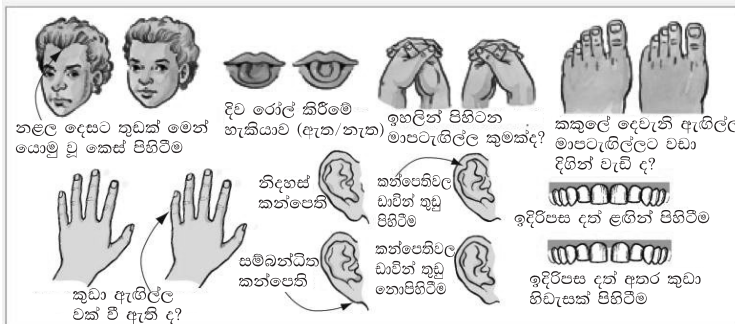 නළල දෙසට තුඩක් මෙන්
යොමු වූ කෙස් පිහිටීම
දිව රෝල් කිරීමේ
හැකියාව (ඇත/නැත)
ඉහලින් පිහිටන
මාපටැඟිල්ල කුමක්ද?
කකුලේ දෙවැනි ඇඟිල්ල
මාපටැඟිල්ලට වඩා
දිගින් වැඩි ද?
කුඩා ඇඟිල්ල
වක් වී ඇති ද?
නිදහස්
කන්පෙති
කන්පෙතිවල
ඩාවින් තුඩු
පිහිටීම
සම්බන්ධිත
කන්පෙති
කන්පෙතිවල
ඩාවින් තුඩු
නොපිහිටීම
ඉදිරිපස දත් ළඟින් පිහිටීම
ඉදිරිපස දත් අතර කුඩා
හිඩැසක් පිහිටීම